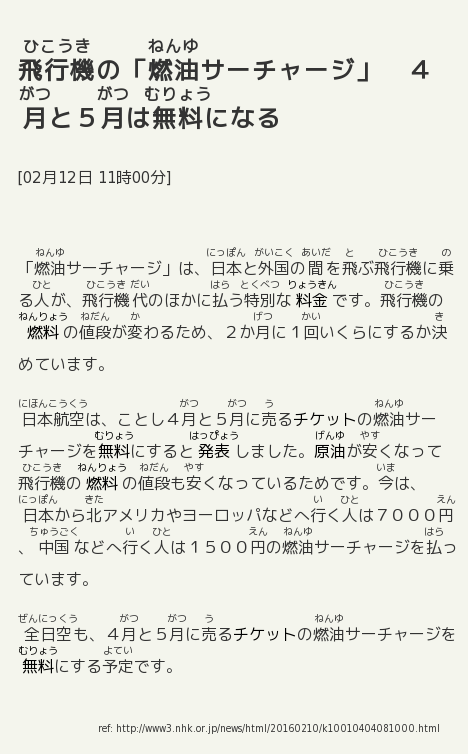 飛行機の「燃油サーチャージ」　４
月と５月は無料になる
[02月12日 11時00分]
「燃油サーチャージ」は、日本と外国の間を飛ぶ飛行機に乗
る人が、飛行機代のほかに払う特別な料金です。飛行機の
燃料の値段が変わるため、２か月に１回いくらにするか決
めています。
日本航空は、ことし４月と５月に売るチケットの燃油サー
チャージを無料にすると発表しました。原油が安くなって
飛行機の燃料の値段も安くなっているためです。今は、
日本から北アメリカやヨーロッパなどへ行く人は７０００円
、中国などへ行く人は１５００円の燃油サーチャージを払っ
ています。
全日空も、４月と５月に売るチケットの燃油サーチャージを
無料にする予定です。
ref: http://www3.nhk.or.jp/news/html/20160210/k10010404081000.html